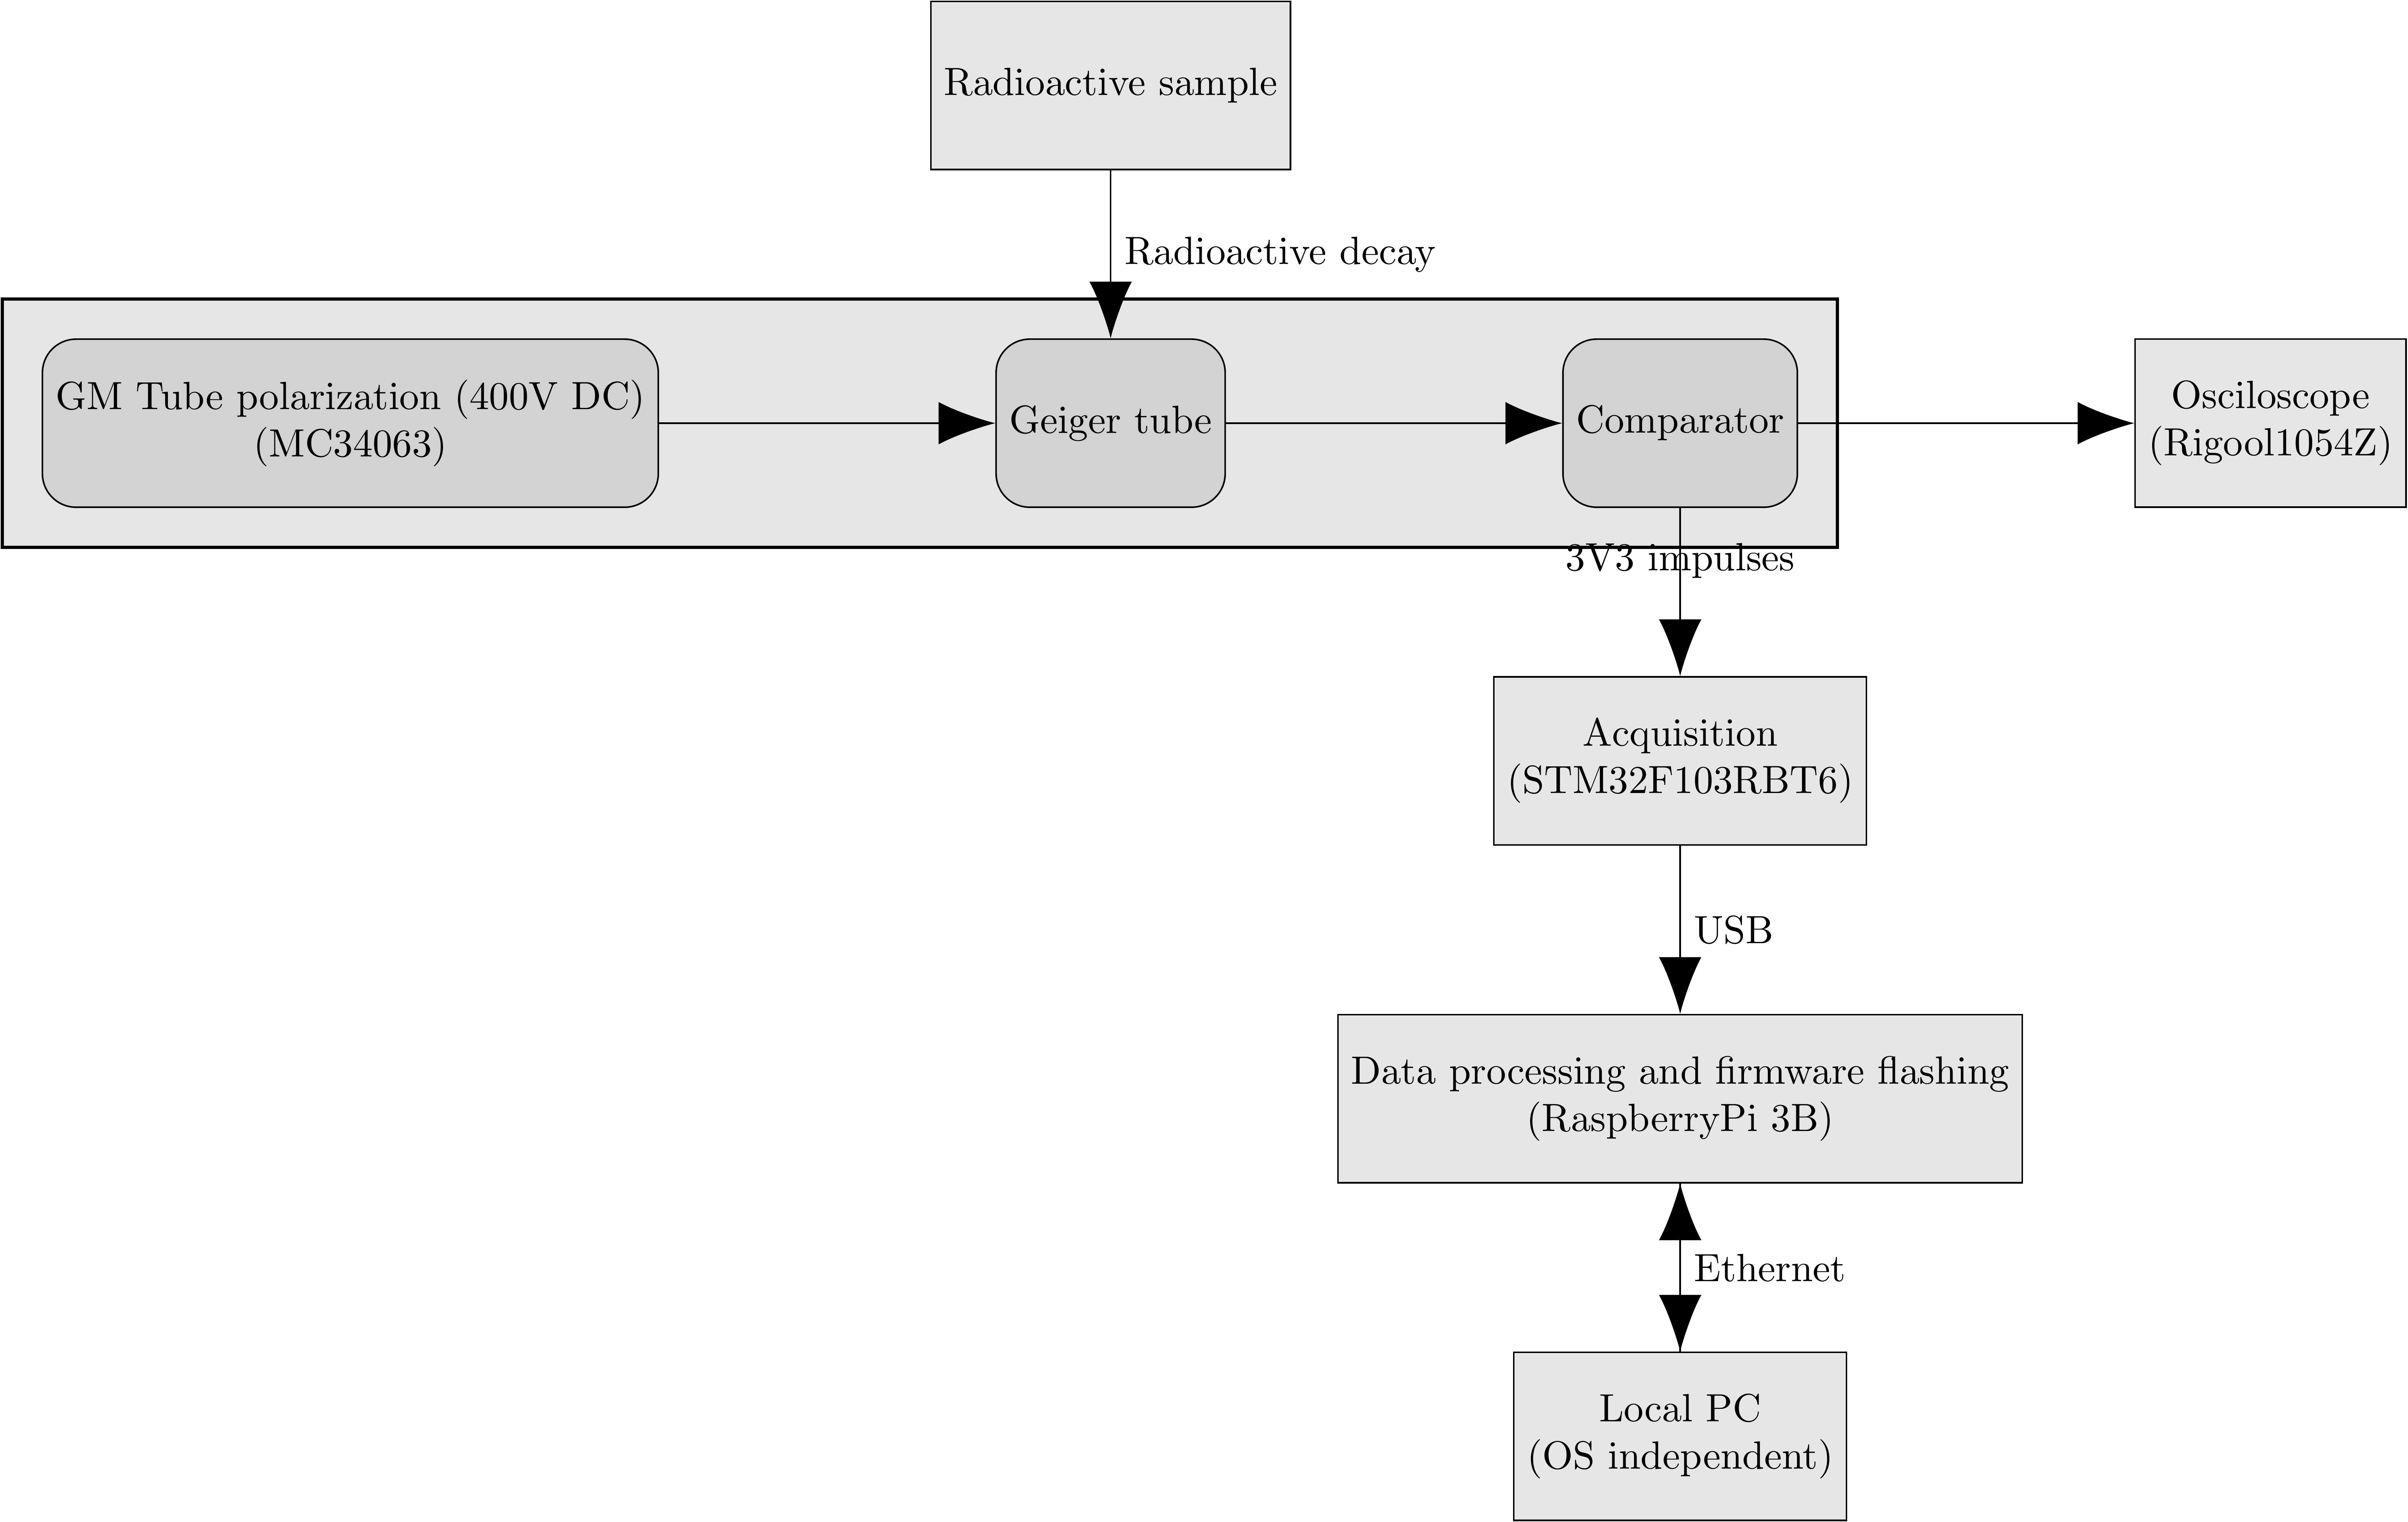 Radioactive sample
Radioactive decay
GM Tube polarization (400V DC)
(MC34063)
Geiger tube
Comparator
Osciloscope
(Rigool1054Z)
3V3 impulses
Acquisition
(STM32F103RBT6)
USB
Data processing and firmware flashing
(RaspberryPi 3B)
Ethernet
Local PC
(OS independent)